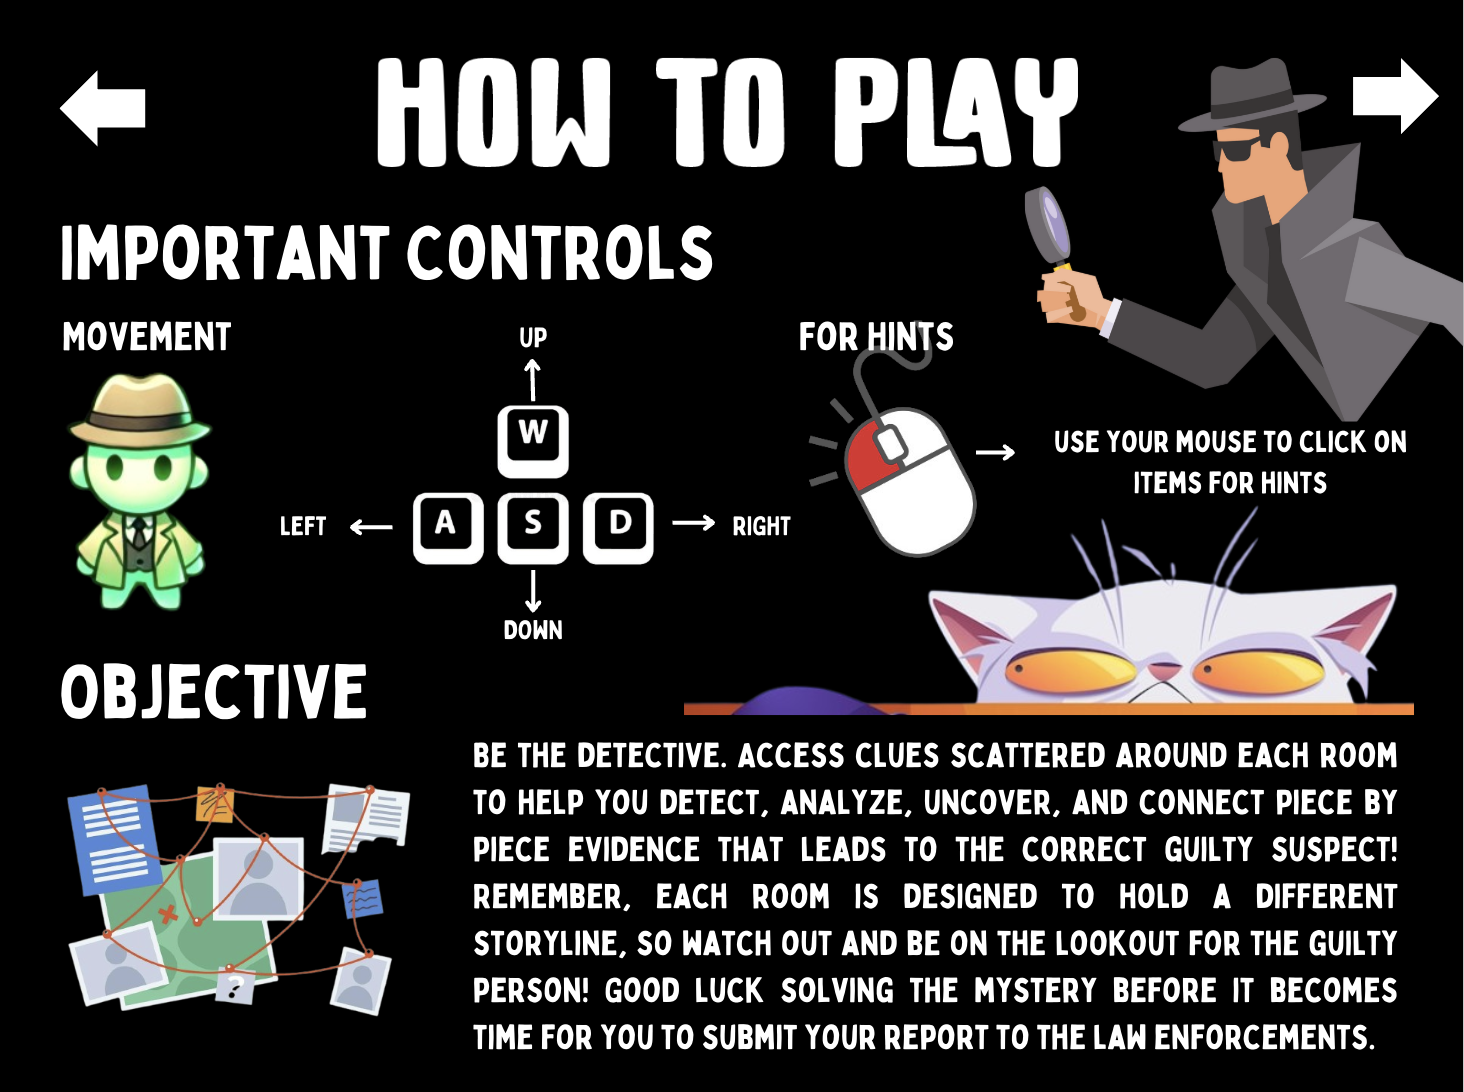 HOW TO PLAY
IMPORTANT CONTROLS
MOVEMENT
UP
W
LEFT
A
S
D
RIGHT
DOWN
FOR HINTS
USE YOUR MOUSE TO CLICK ON
ITEMS FOR HINTS
OBJECTIVE
?
BE THE DETECTIVE. ACCESS CLUES SCATTERED AROUND EACH ROOM
TO HELP YOU DETECT, ANALYZE, UNCOVER, AND CONNECT PIECE BY
PIECE EVIDENCE THAT LEADS TO THE CORRECT GUILTY SUSPECT!
REMEMBER, EACH ROOM IS DESIGNED TO HOLD A DIFFERENT
STORYLINE, SO WATCH OUT AND BE ON THE LOOKOUT FOR THE GUILTY
PERSON! GOOD LUCK SOLVING THE MYSTERY BEFORE IT BECOMES
TIME FOR YOU TO SUBMIT YOUR REPORT TO THE LAW ENFORCEMENTS.